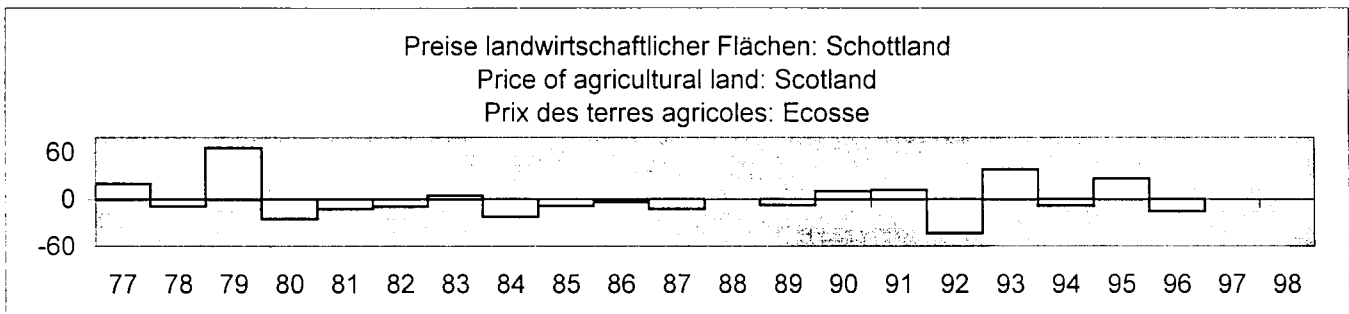 Preise landwirtschaftlicher Flächen: Schottland
Price of agricultural land: Scotland
Prix des terres agricoles: Ecosse
60
0
-60
77 78 79 80 81 82 83 84 85 86 87 88 89 90 91 92 93 94 95 96 97 98